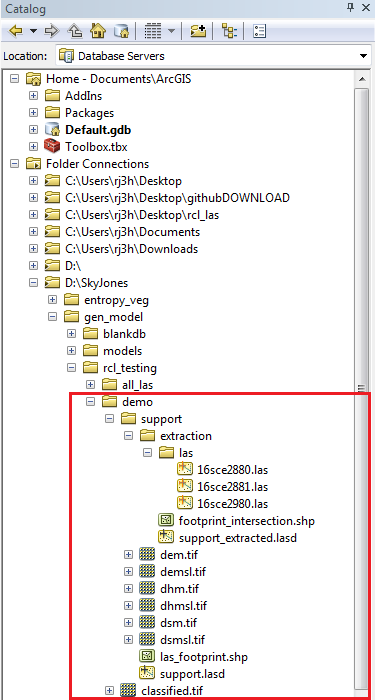 Catalog
Location: Database Servers
Home - Documents\ArcGIS
AddIns
Packages
Default.gdb
Toolbox.tbx
Folder Connections
C:\Users\rj3h\Desktop
C:\Users\rj3h\Desktop\githubDOWNLOAD
C:\Users\rj3h\Desktop\rcl_las
C:\Users\rj3h\Documents
C:\Users\rj3h\Downloads
D:\
D:\SkyJones
entropy_veg
gen_model
blankdb
models
rcl_testing
all_las
demo
support
extraction
las
16sce2880.las
16sce2881.las
16sce2980.las
footprint_intersection.shp
support_extracted.lasd
dem.tif
demsl.tif
dhm.tif
dhmsl.tif
dsm.tif
dsmsl.tif
las_footprint.shp
support.lasd
classified.tif